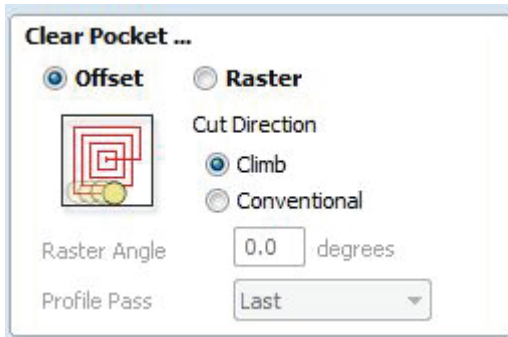 Clear Pocket ...
Offset Raster
Cut Direction
Climb
Conventional
Raster Angle 0.0 degrees
Profile Pass Last